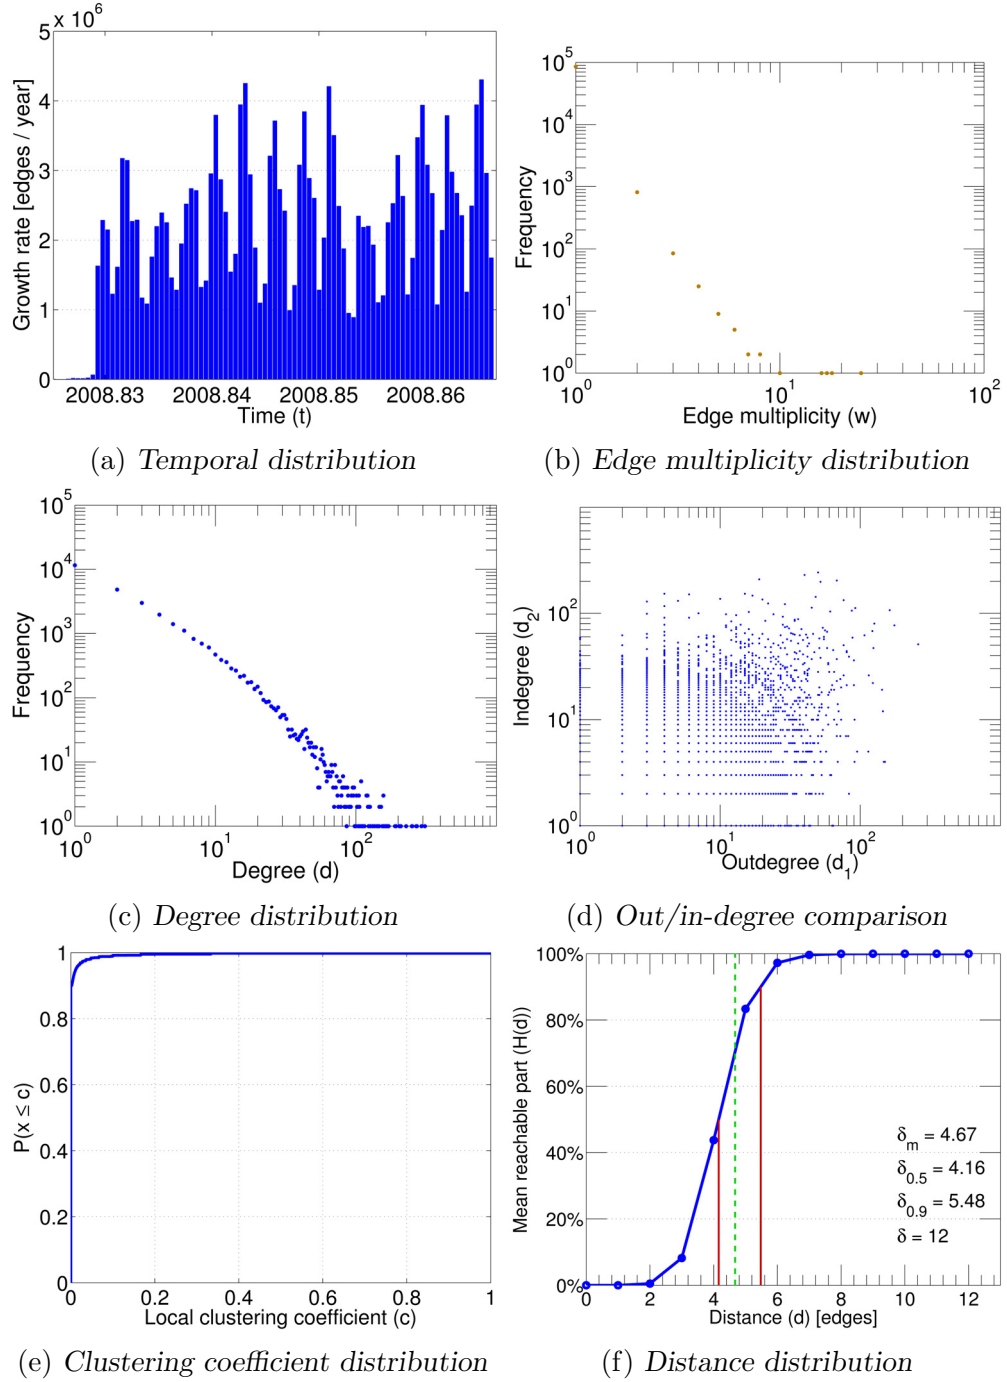 5 x 10^6
4
3
2
1
0
Growth rate [edges / year]
2008.83 2008.84 2008.85 2008.86
Time (t)
(a) Temporal distribution
10^5
10^4
10^3
10^2
10^1
10^0
Frequency
10^0 10^1 10^2
Edge multiplicity (w)
(b) Edge multiplicity distribution
10^5
10^4
10^3
10^2
10^1
10^0
Frequency
10^0 10^1 10^2
Degree (d)
(c) Degree distribution
10^2
10^1
10^0
Indegree (d_2)
10^0 10^1 10^2
Outdegree (d_1)
(d) Out/in-degree comparison
1
0.8
0.6
0.4
0.2
0
P(x ≤ c)
0 0.2 0.4 0.6 0.8 1
Local clustering coefficient (c)
(e) Clustering coefficient distribution
100%
80%
60%
40%
20%
0%
Mean reachable part (H(d))
δ_m = 4.67
δ_0.5 = 4.16
δ_0.9 = 5.48
δ = 12
0 2 4 6 8 10 12
Distance (d) [edges]
(f) Distance distribution